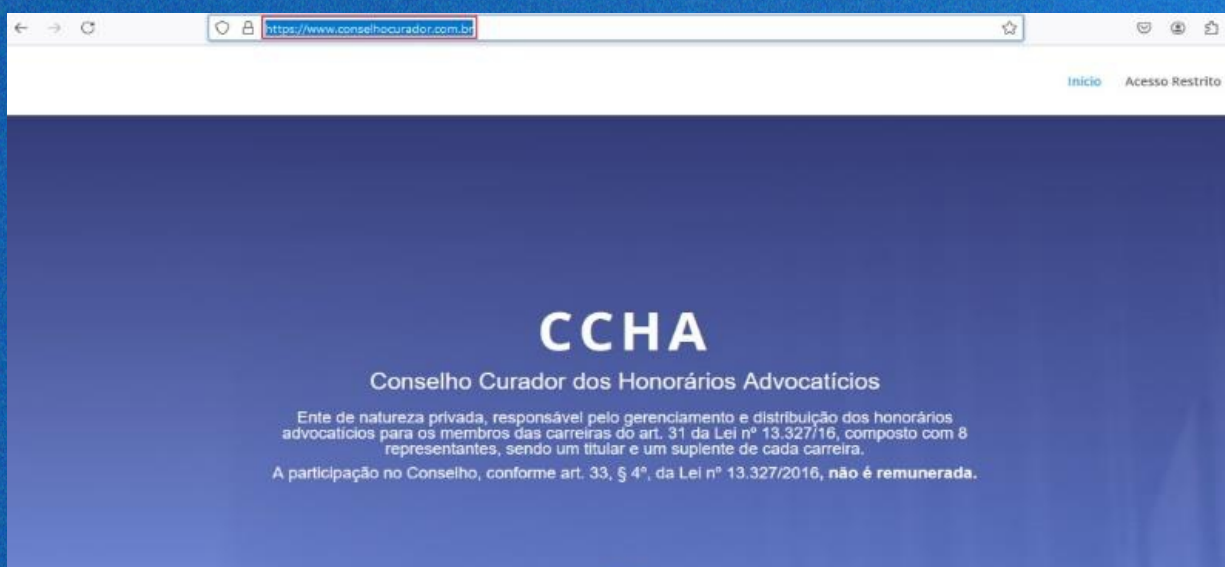 https://www.conselhocurador.com.br
Início Acesso Restrito
CCHA
Conselho Curador dos Honorários Advocatícios
Ente de natureza privada, responsável pelo gerenciamento e distribuição dos honorários
advocatícios para os membros das carreiras do art. 31 da Lei nº 13.327/16, composto com 8
representantes, sendo um titular e um suplente de cada carreira.
A participação no Conselho, conforme art. 33, § 4º, da Lei nº 13.327/2016, não é remunerada.